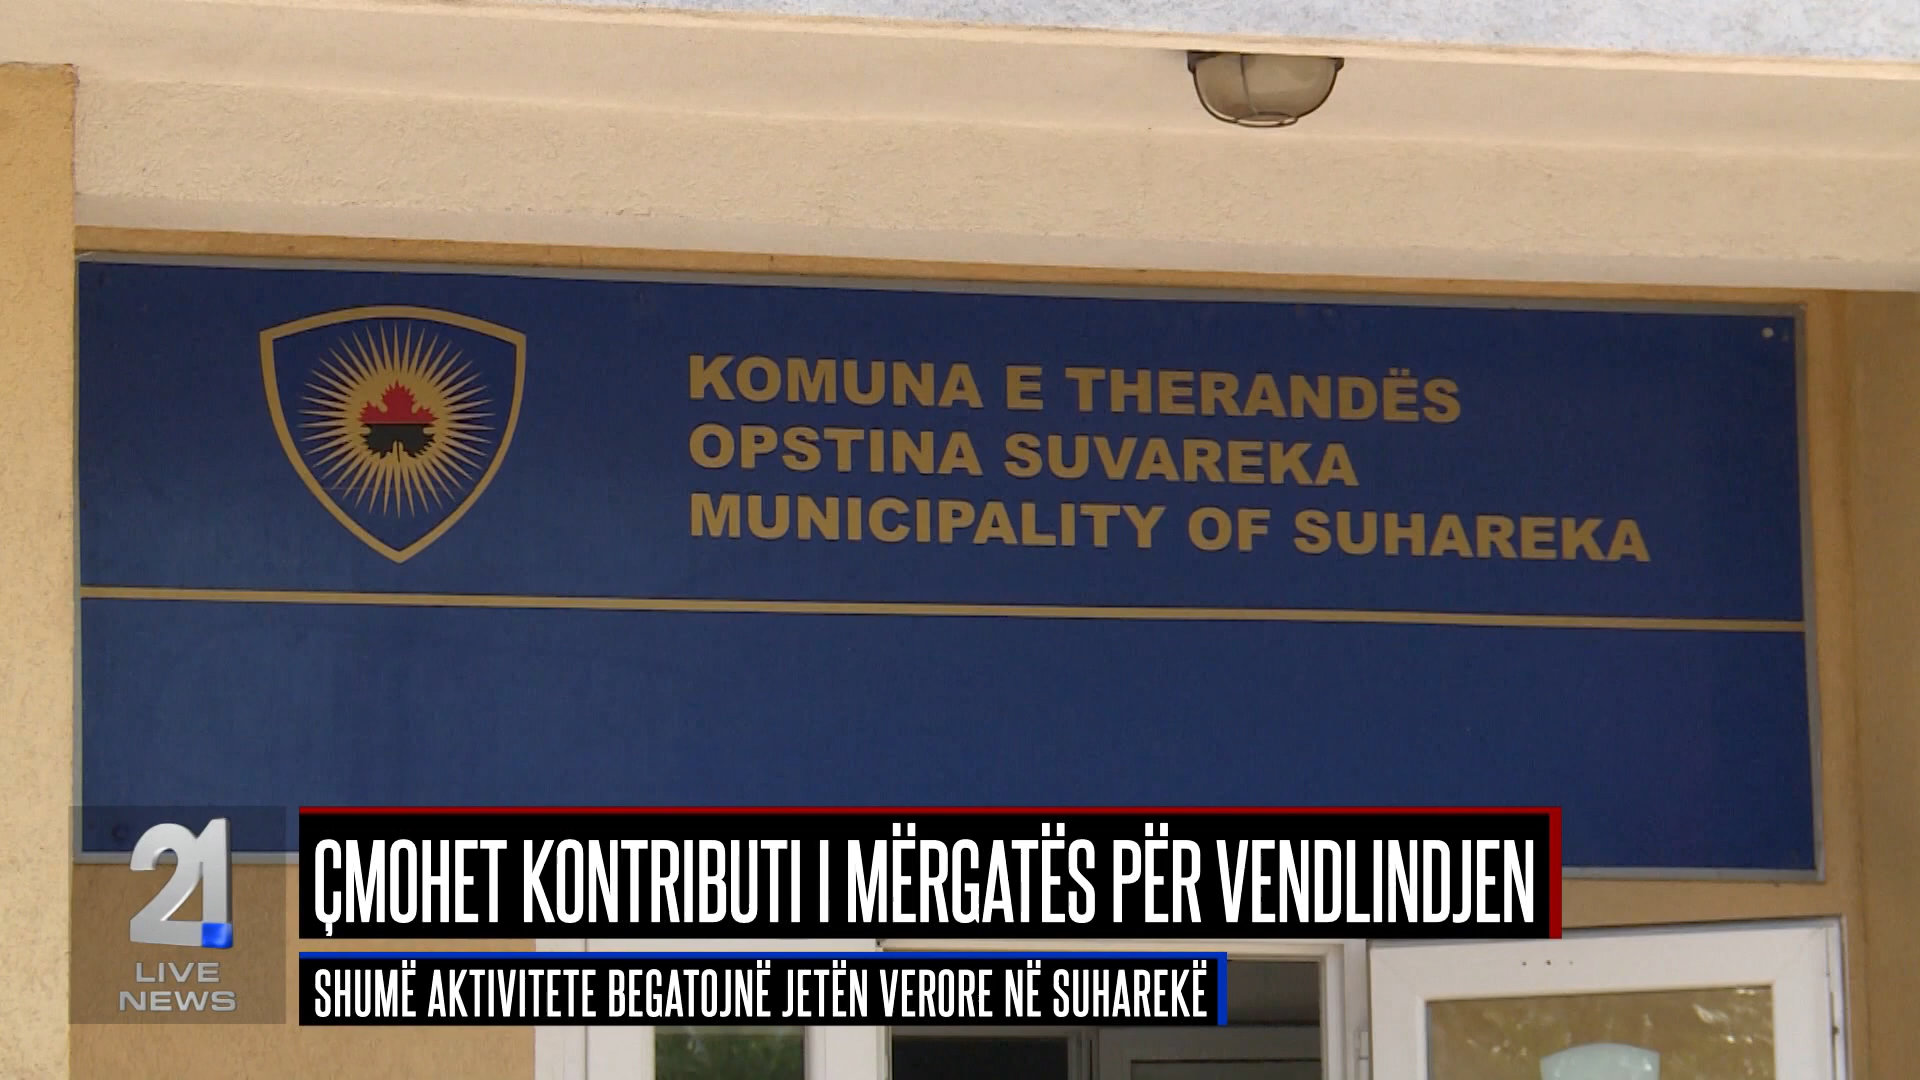 KOMUNA E THERANDËS
OPSTINA SUVAREKA
MUNICIPALITY OF SUHAREKA
21
LIVE
NEWS
ÇMOHET KONTRIBUTI I MËRGATËS PËR VENDLINDJEN
SHUMË AKTIVITETE BEGATOJNË JETËN VERORE NË SUHAREKË